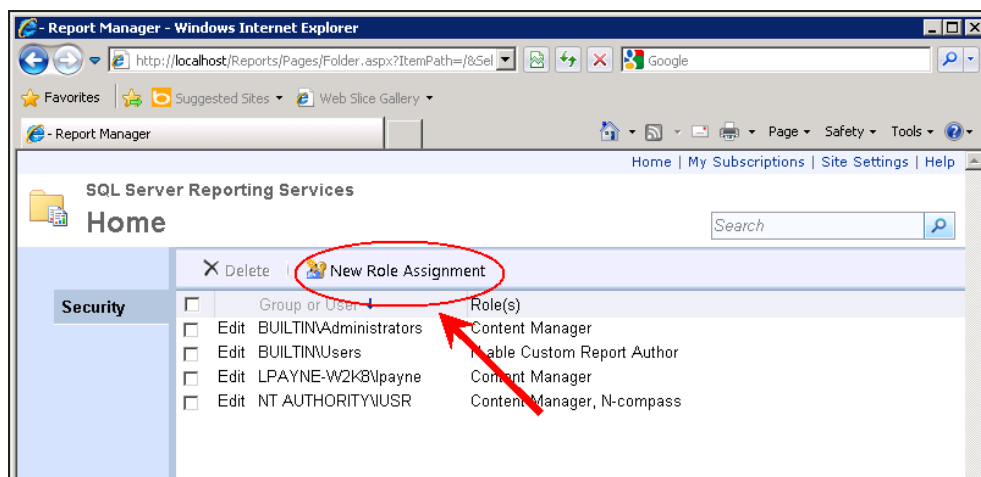 - Report Manager - Windows Internet Explorer
http://localhost/Reports/Pages/Folder.aspx?ItemPath=/&Sel
Google
Favorites Suggested Sites Web Slice Gallery
- Report Manager Page Safety Tools
Home | My Subscriptions | Site Settings | Help
SQL Server Reporting Services
Home
Search
Delete New Role Assignment
Security
Group or User Role(s)
Edit BUILTIN\Administrators Content Manager
Edit BUILTIN\Users Custom Report Author
Edit LPAYNE-W2K8\lpayne Content Manager
Edit NT AUTHORITY\IUSR Content Manager, N-compass